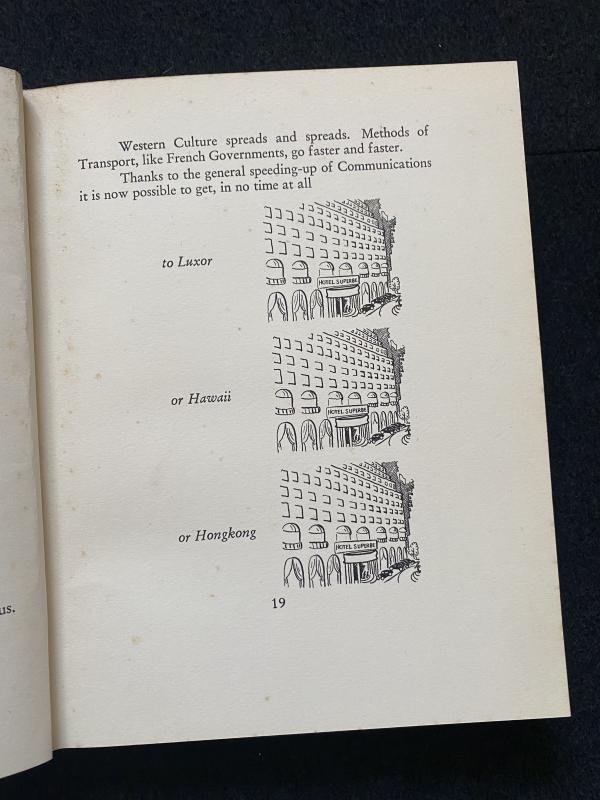 Western Culture spreads and spreads. Methods of
Transport, like French Governments, go faster and faster.
Thanks to the general speeding-up of Communications
it is now possible to get, in no time at all
to Luxor
HOTEL SUPERBE
or Hawaii
HOTEL SUPERBE
or Hongkong
HOTEL SUPERBE
19
us.